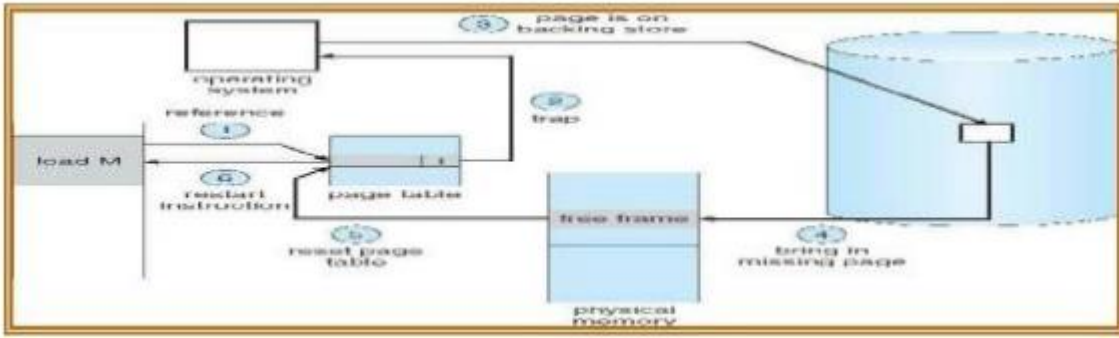 3
page is on
backing store
operating
system
reference
1
2
trap
load M
i
6
restart
instruction
page table
free frame
5
reset page
table
4
bring in
missing page
physical
memory